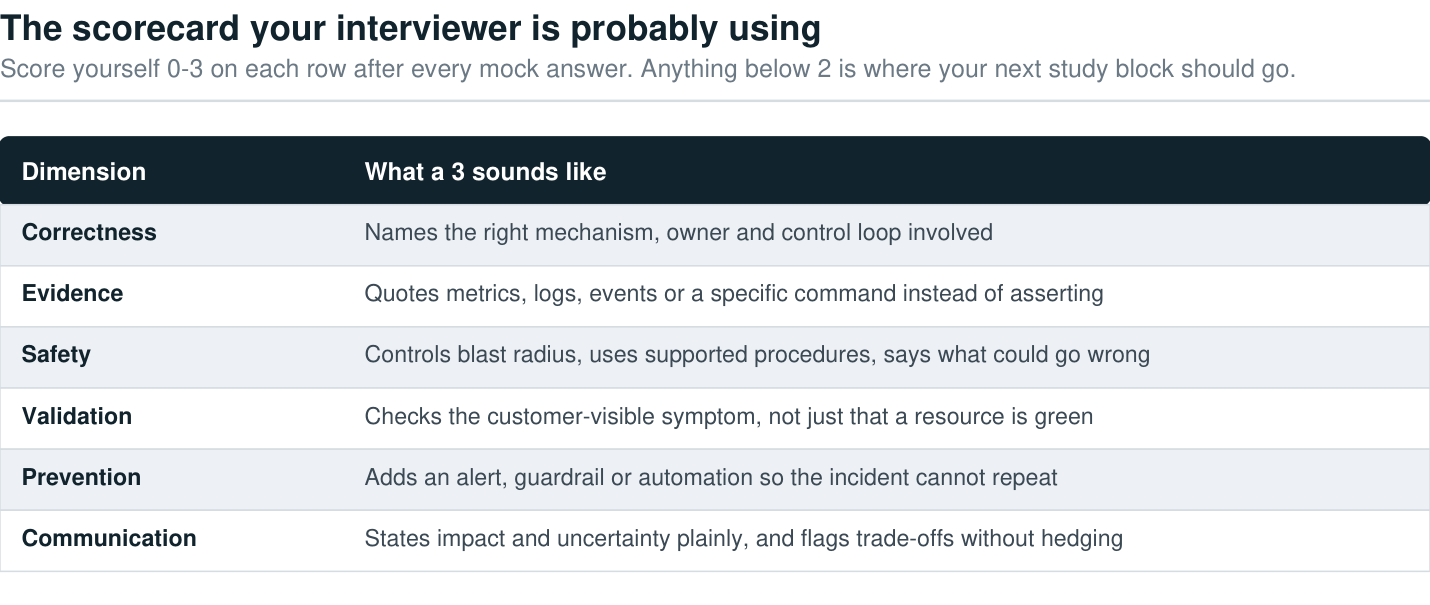 The scorecard your interviewer is probably using
Score yourself 0-3 on each row after every mock answer. Anything below 2 is where your next study block should go.
Dimension What a 3 sounds like
Correctness Names the right mechanism, owner and control loop involved
Evidence Quotes metrics, logs, events or a specific command instead of asserting
Safety Controls blast radius, uses supported procedures, says what could go wrong
Validation Checks the customer-visible symptom, not just that a resource is green
Prevention Adds an alert, guardrail or automation so the incident cannot repeat
Communication States impact and uncertainty plainly, and flags trade-offs without hedging